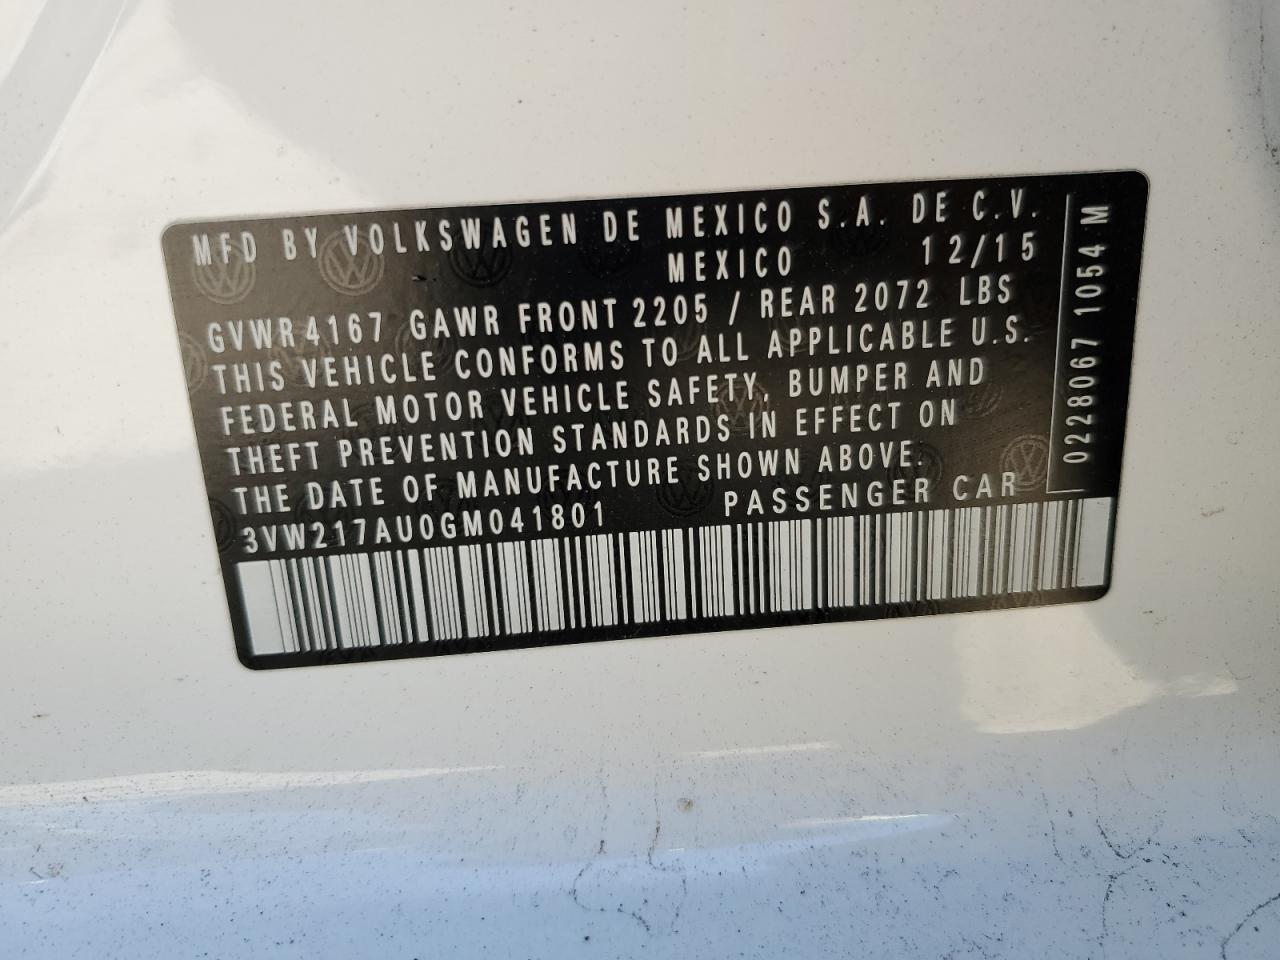 MFD BY VOLKSWAGEN DE MEXICO S.A. DE C.V.
MEXICO 12/15
GVWR 4167 GAWR FRONT 2205 / REAR 2072 LBS
THIS VEHICLE CONFORMS TO ALL APPLICABLE U.S.
FEDERAL MOTOR VEHICLE SAFETY, BUMPER AND
THEFT PREVENTION STANDARDS IN EFFECT ON
THE DATE OF MANUFACTURE SHOWN ABOVE.
3VW217AU0GM041801 PASSENGER CAR
0228067 1054 M